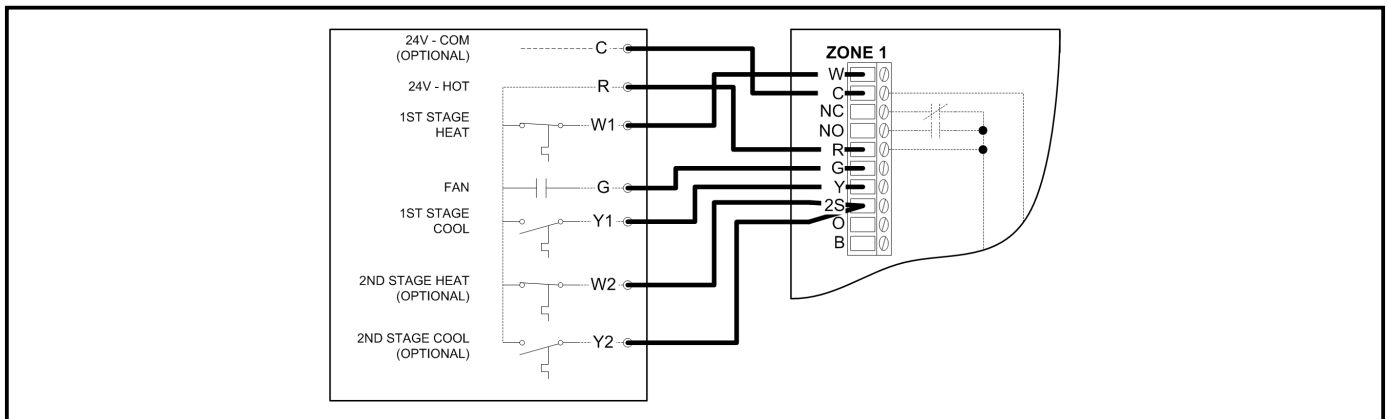 24V - COM
(OPTIONAL)
C
24V - HOT
R
1ST STAGE
HEAT
W1
FAN
G
1ST STAGE
COOL
Y1
2ND STAGE HEAT
(OPTIONAL)
W2
2ND STAGE COOL
(OPTIONAL)
Y2
ZONE 1
W
C
NC
NO
R
G
Y
2S
O
B